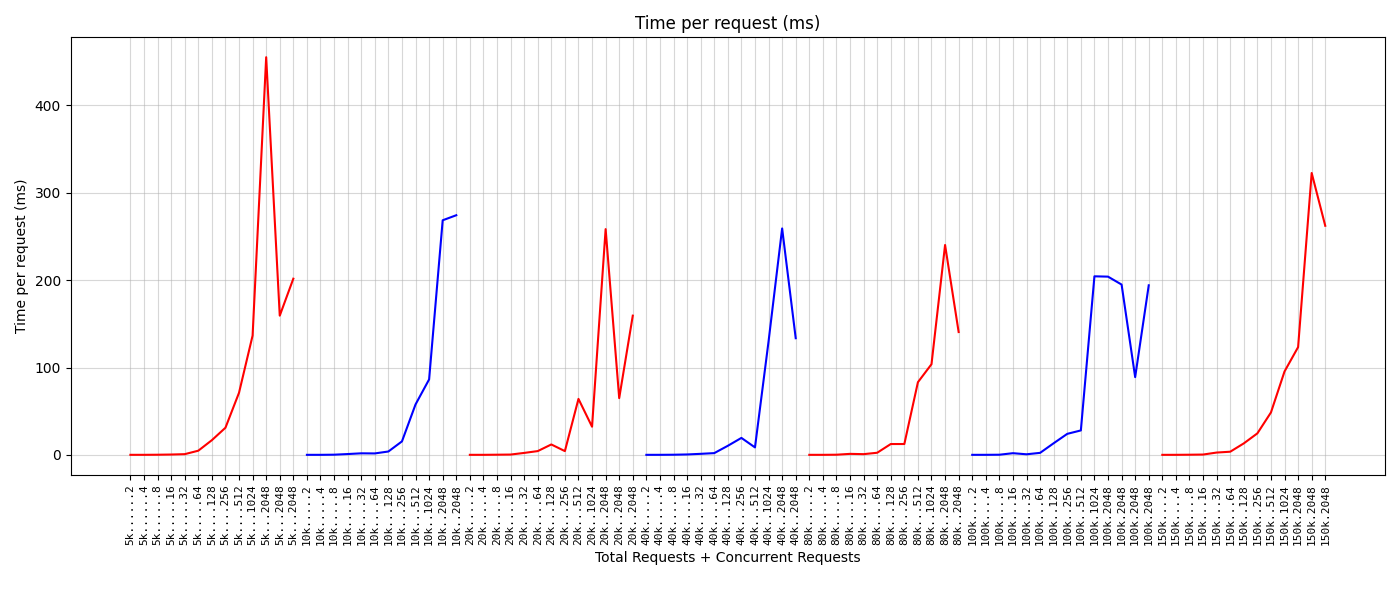 Time per request (ms)
Time per request (ms)
400
300
200
100
0
5k......2
5k......4
5k......8
5k.....16
5k.....32
5k.....64
5k....128
5k....256
5k....512
5k...1024
5k...2048
5k...2048
5k...2048
10k.....2
10k.....4
10k.....8
10k....16
10k....32
10k....64
10k...128
10k...256
10k...512
10k..1024
10k..2048
10k..2048
20k.....2
20k.....4
20k.....8
20k....16
20k....32
20k....64
20k...128
20k...256
20k...512
20k..1024
20k..2048
20k..2048
20k..2048
40k.....2
40k.....4
40k.....8
40k....16
40k....32
40k....64
40k...128
40k...256
40k...512
40k..1024
40k..2048
40k..2048
80k.....2
80k.....4
80k.....8
80k....16
80k....32
80k....64
80k...128
80k...256
80k...512
80k..1024
80k..2048
80k..2048
100k....2
100k....4
100k....8
100k...16
100k...32
100k...64
100k..128
100k..256
100k..512
100k.1024
100k.2048
100k.2048
100k.2048
100k.2048
150k....2
150k....4
150k....8
150k...16
150k...32
150k...64
150k..128
150k..256
150k..512
150k.1024
150k.2048
150k.2048
150k.2048
Total Requests + Concurrent Requests